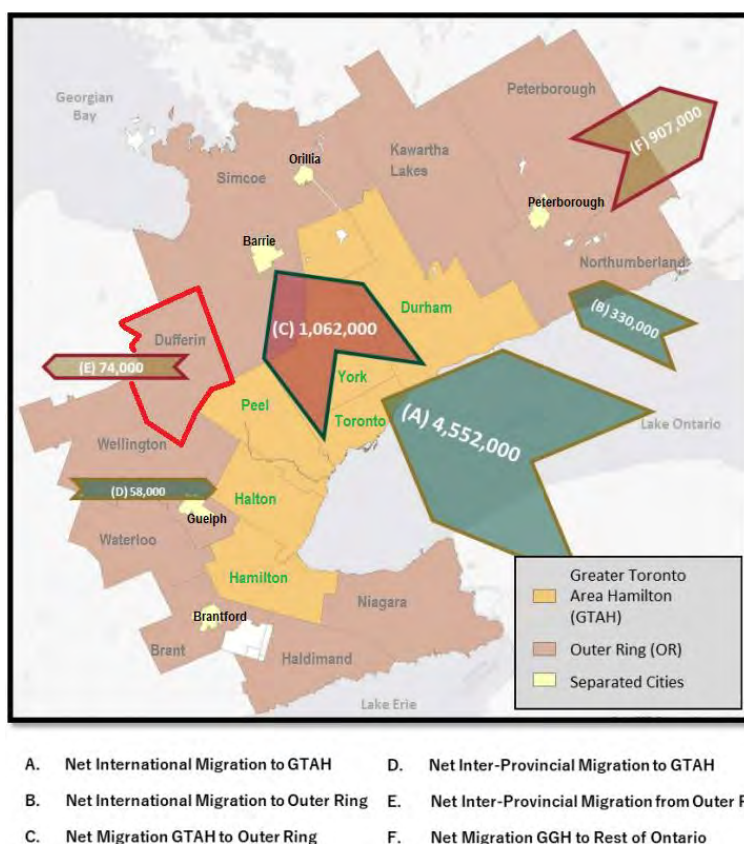 Georgian
Bay
Peterborough
(F) 907,000
Orillia
Kawartha
Lakes
Simcoe
Peterborough
Barrie
Northumberland
Durham
(B) 330,000
(C) 1,062,000
Dufferin
(E) 74,000
York
Peel
Toronto
(A) 4,552,000
Lake Ontario
Wellington
(D) 58,000
Halton
Guelph
Waterloo
Hamilton
Niagara
Brantford
Brant
Haldimand
Lake Erie
Greater Toronto
Area Hamilton
(GTAH)
Outer Ring (OR)
Separated Cities
A. Net International Migration to GTAH
B. Net International Migration to Outer Ring
C. Net Migration GTAH to Outer Ring
D. Net Inter-Provincial Migration to GTAH
E. Net Inter-Provincial Migration from Outer
F. Net Migration GGH to Rest of Ontario